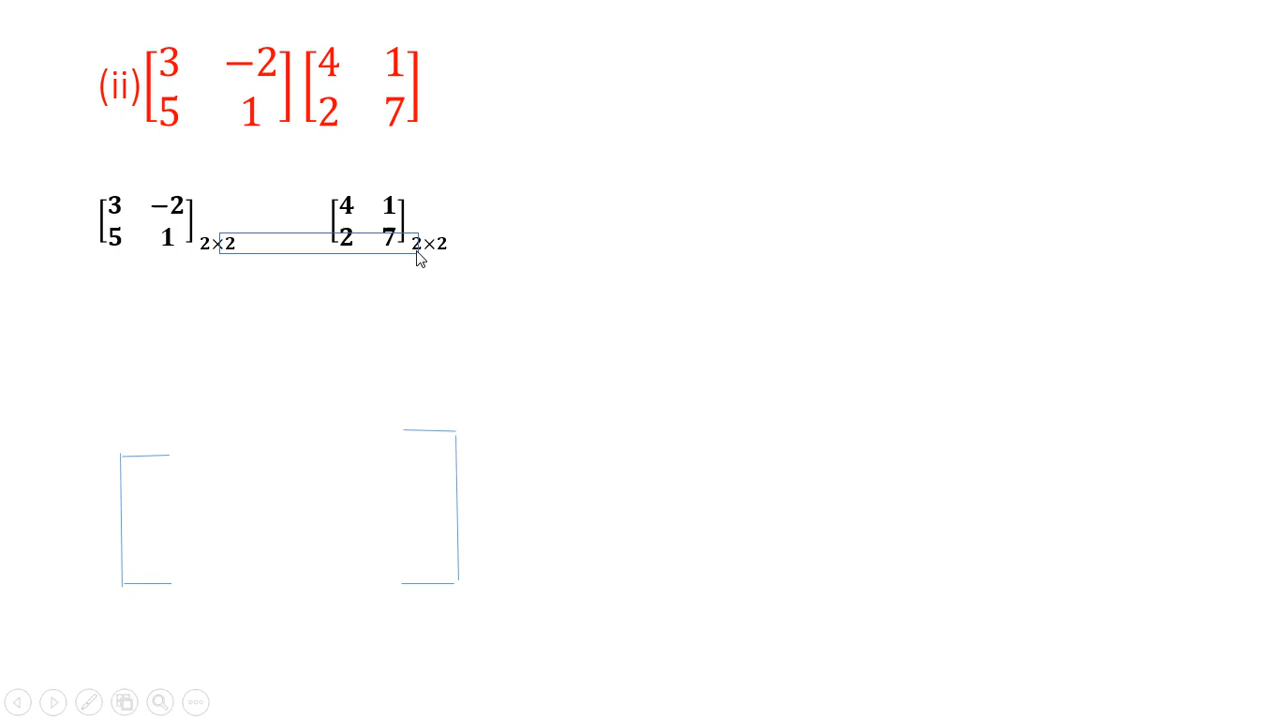 (ii) [3 −2
5 1] [4 1
2 7]
[3 −2
5 1] 2×2 [4 1
2 7] 2×2